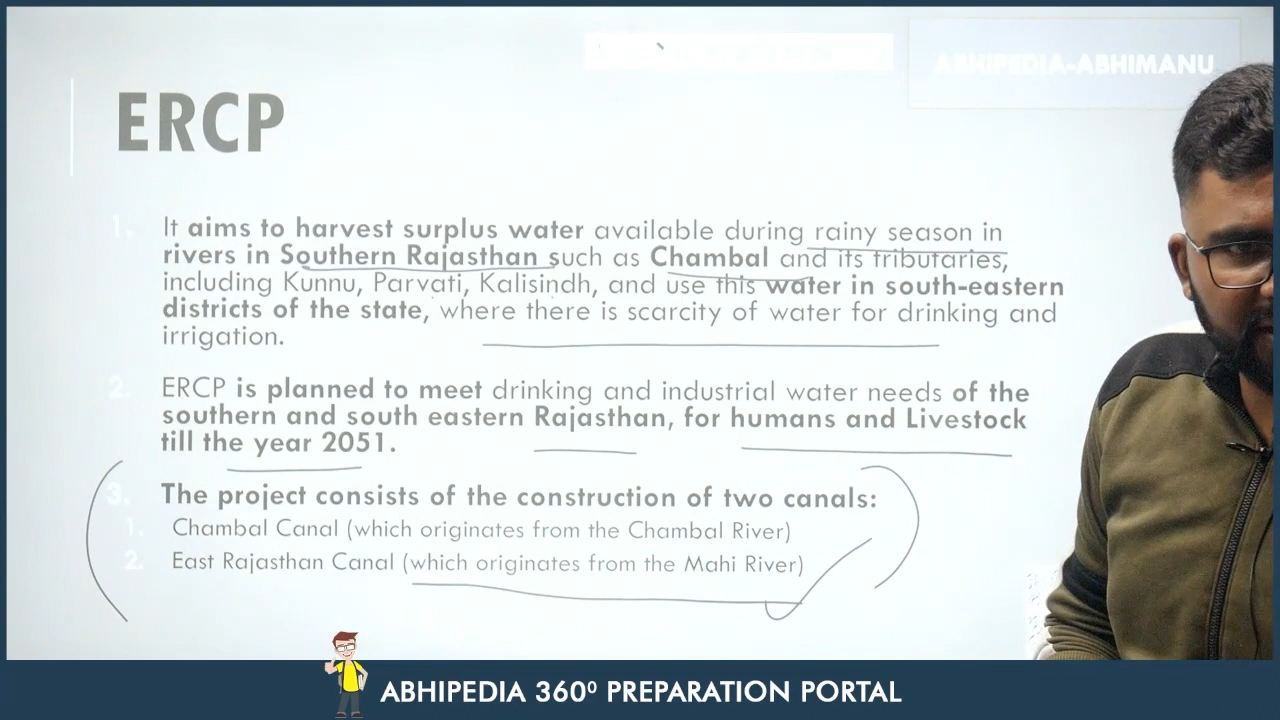 ABHIPEDIA-ABHIMANU
ERCP
1. It aims to harvest surplus water available during rainy season in
rivers in Southern Rajasthan such as Chambal and its tributaries,
including Kunnu, Parvati, Kalisindh, and use this water in south-eastern
districts of the state, where there is scarcity of water for drinking and
irrigation.
2. ERCP is planned to meet drinking and industrial water needs of the
southern and south eastern Rajasthan, for humans and Livestock
till the year 2051.
3. The project consists of the construction of two canals:
1. Chambal Canal (which originates from the Chambal River)
2. East Rajasthan Canal (which originates from the Mahi River)
ABHIPEDIA 360⁰ PREPARATION PORTAL